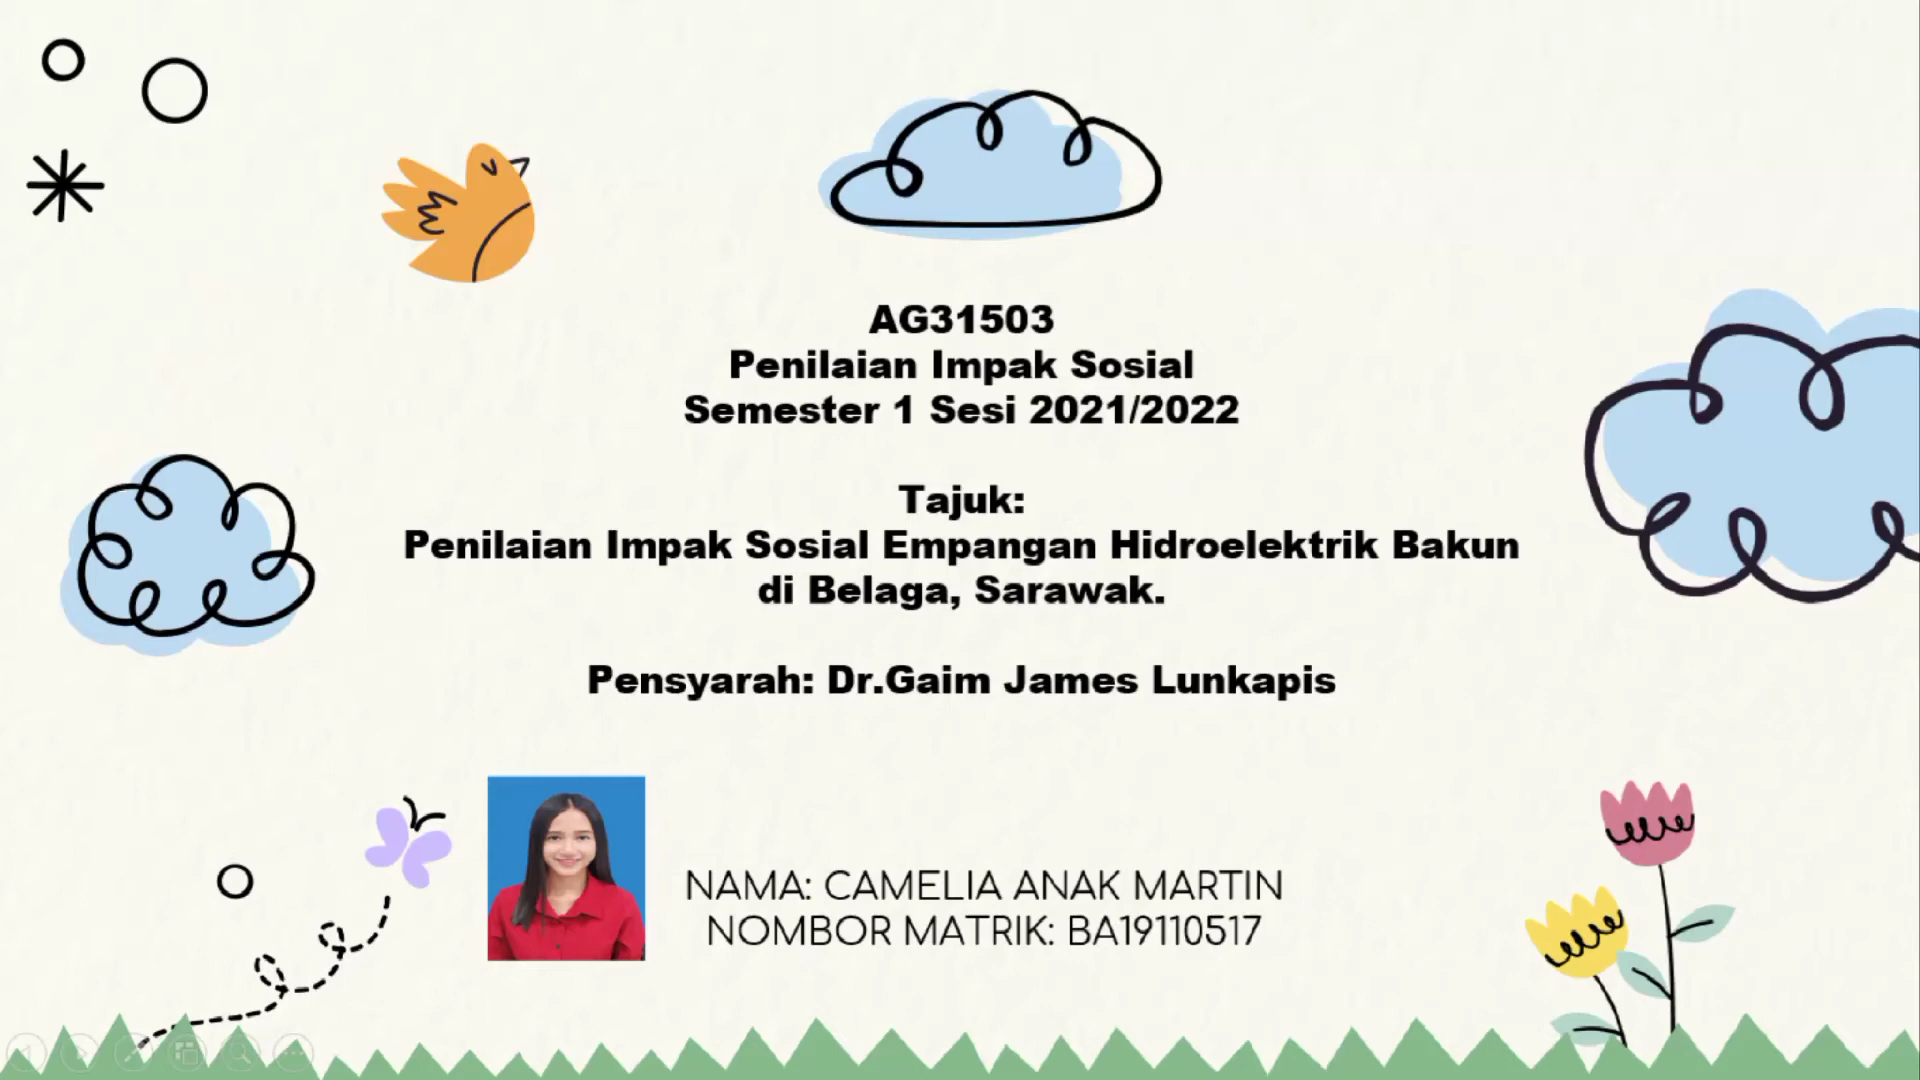 AG31503
Penilaian Impak Sosial
Semester 1 Sesi 2021/2022
Tajuk:
Penilaian Impak Sosial Empangan Hidroelektrik Bakun
di Belaga, Sarawak.
Pensyarah: Dr.Gaim James Lunkapis
NAMA: CAMELIA ANAK MARTIN
NOMBOR MATRIK: BA19110517